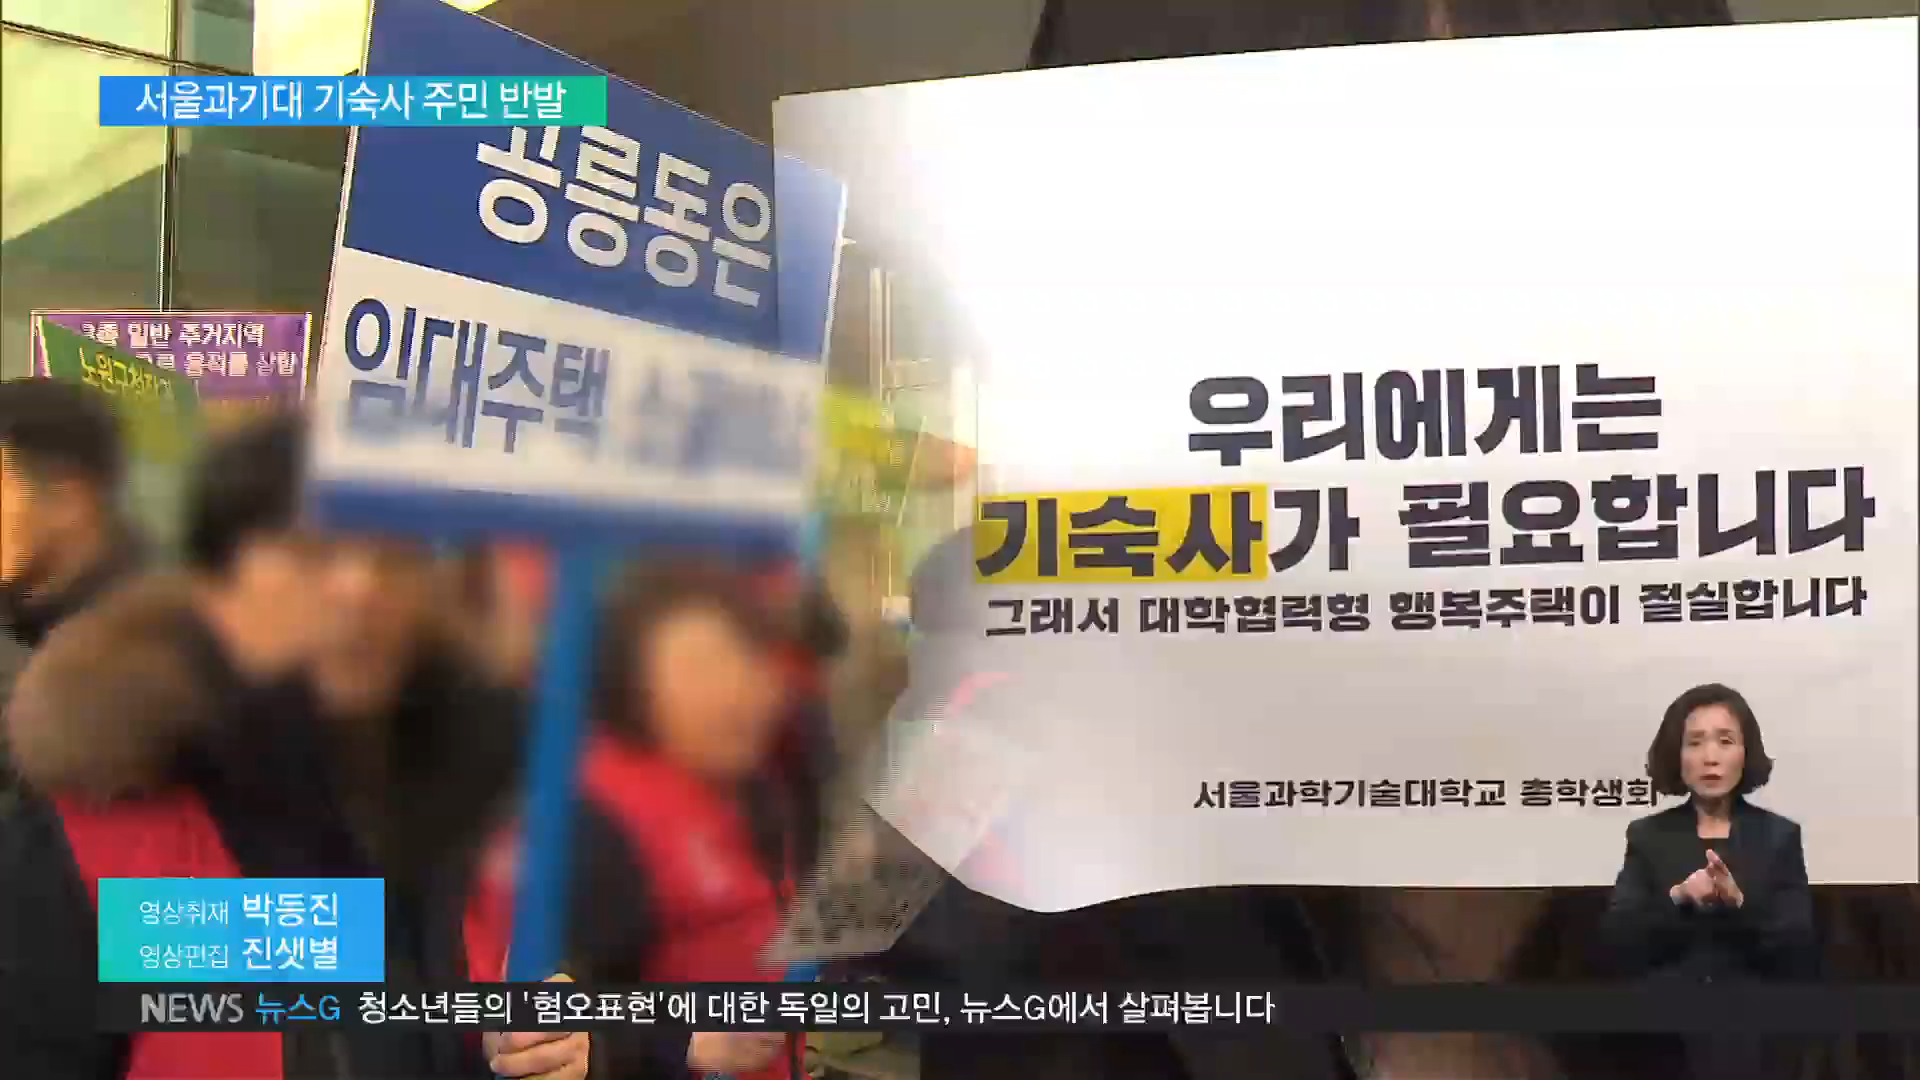 서울과기대 기숙사 주민 반발
공릉동은
임대주택
3종 일반 주거지역
노원구청장
우리에게는
기숙사가 필요합니다
그래서 대학협력형 행복주택이 절실합니다
서울과학기술대학교 총학생회
영상취재 박동진
영상편집 진샛별
NEWS 뉴스G 청소년들의 '혐오표현'에 대한 독일의 고민, 뉴스G에서 살펴봅니다